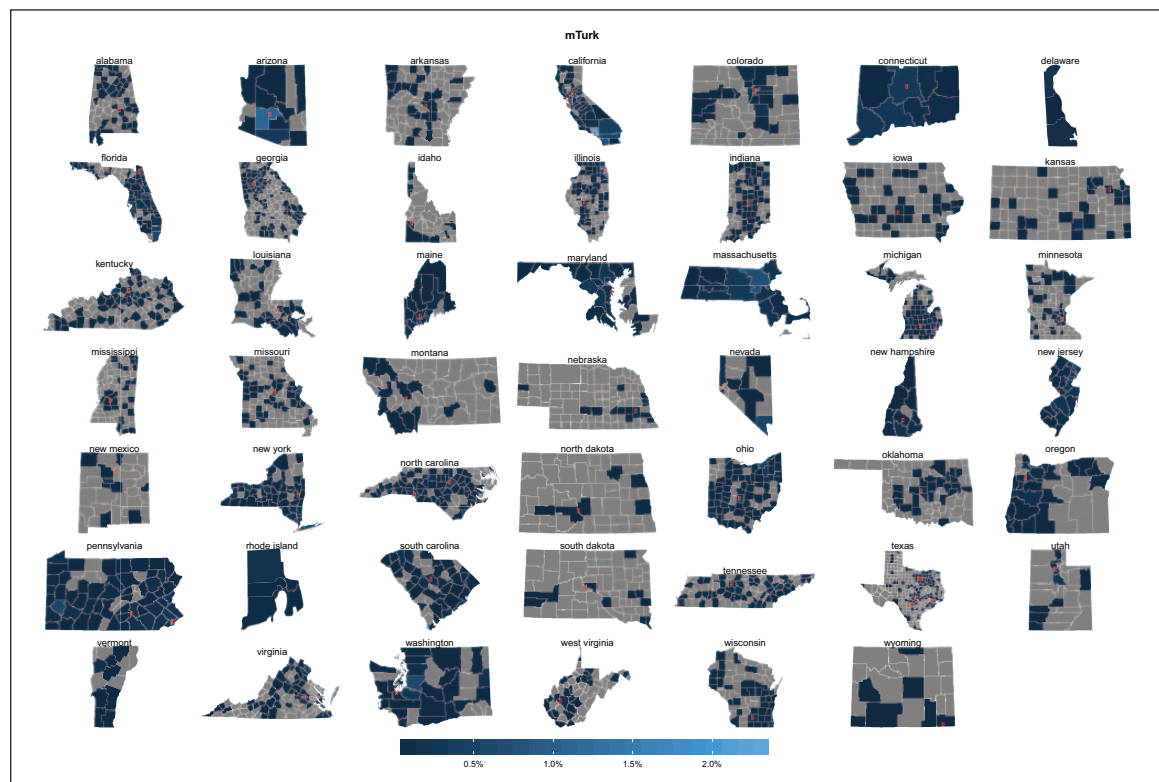 mTurk
alabama arizona arkansas california colorado connecticut delaware
florida georgia idaho illinois indiana iowa kansas
kentucky louisiana maine maryland massachusetts michigan minnesota
mississippi missouri montana nebraska nevada new hampshire new jersey
new mexico new york north carolina north dakota ohio oklahoma oregon
pennsylvania rhode island south carolina south dakota tennessee texas utah
vermont virginia washington west virginia wisconsin wyoming
0.5% 1.0% 1.5% 2.0%